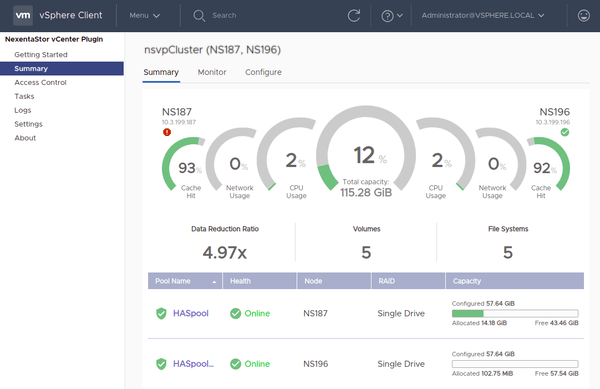 vm vSphere Client Menu Search Administrator@VSPHERE.LOCAL
NexentaStor vCenter Plugin
Getting Started
Summary
Access Control
Tasks
Logs
Settings
About
nsvpCluster (NS187, NS196)
Summary Monitor Configure
NS187
10.3.199.187
NS196
10.3.199.196
93%
Cache
Hit
0%
Network
Usage
2%
CPU
Usage
12%
Total capacity:
115.28 GiB
2%
CPU
Usage
0%
Network
Usage
92%
Cache
Hit
Data Reduction Ratio Volumes File Systems
4.97x 5 5
Pool Name Health Node RAID Capacity
Configured 57.64 GiB
HASpool Online NS187 Single Drive
Allocated 14.18 GiB Free 43.46 GiB
Configured 57.64 GiB
HASpool... Online NS196 Single Drive
Allocated 102.75 MiB Free 57.54 GiB